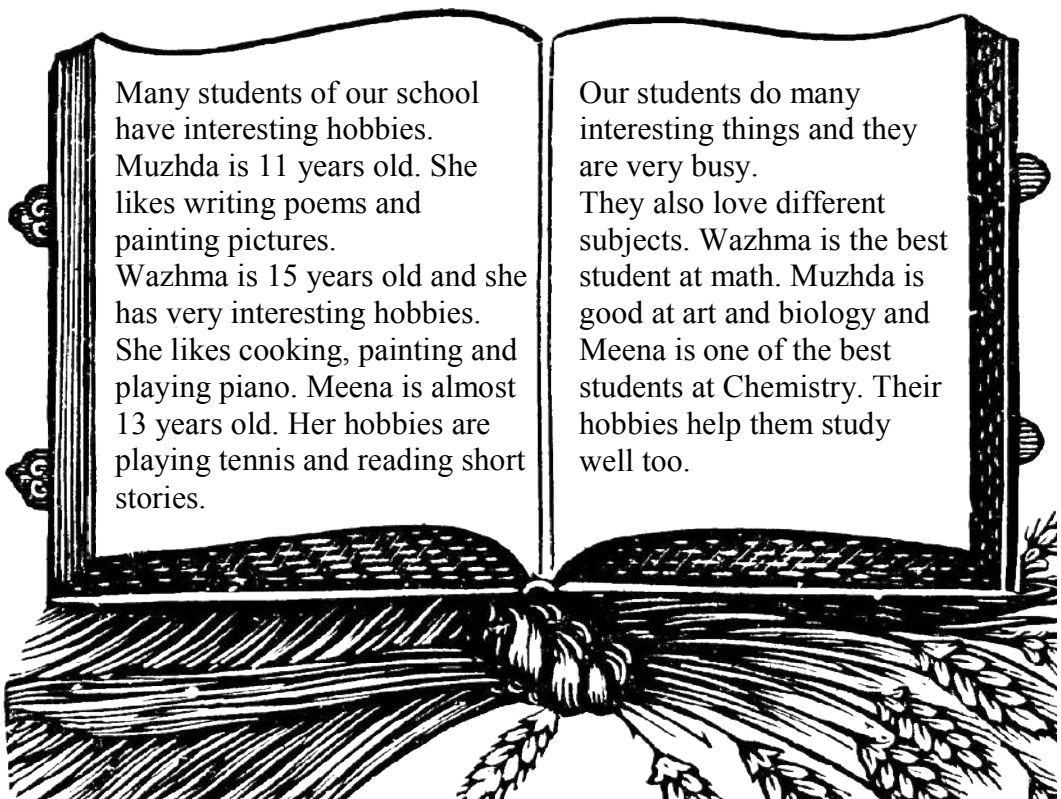 Many students of our school
have interesting hobbies.
Muzhda is 11 years old. She
likes writing poems and
painting pictures.
Wazhma is 15 years old and she
has very interesting hobbies.
She likes cooking, painting and
playing piano. Meena is almost
13 years old. Her hobbies are
playing tennis and reading short
stories.
Our students do many
interesting things and they
are very busy.
They also love different
subjects. Wazhma is the best
student at math. Muzhda is
good at art and biology and
Meena is one of the best
students at Chemistry. Their
hobbies help them study
well too.